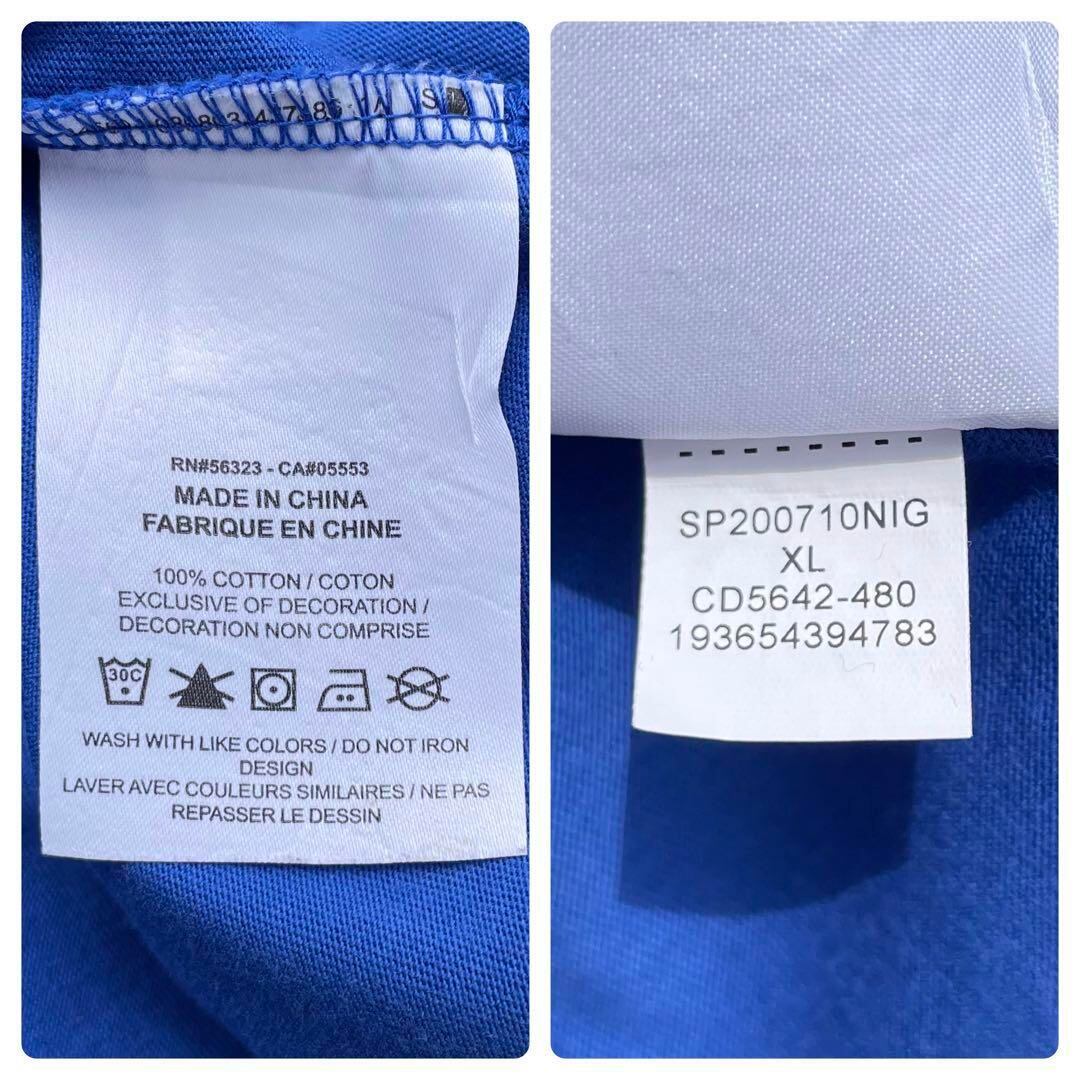 RN#56323 - CA#05553
MADE IN CHINA
FABRIQUE EN CHINE
100% COTTON / COTON
EXCLUSIVE OF DECORATION /
DECORATION NON COMPRISE
30C
WASH WITH LIKE COLORS / DO NOT IRON
DESIGN
LAVER AVEC COULEURS SIMILAIRES / NE PAS
REPASSER LE DESSIN
SP200710NIG
XL
CD5642-480
193654394783